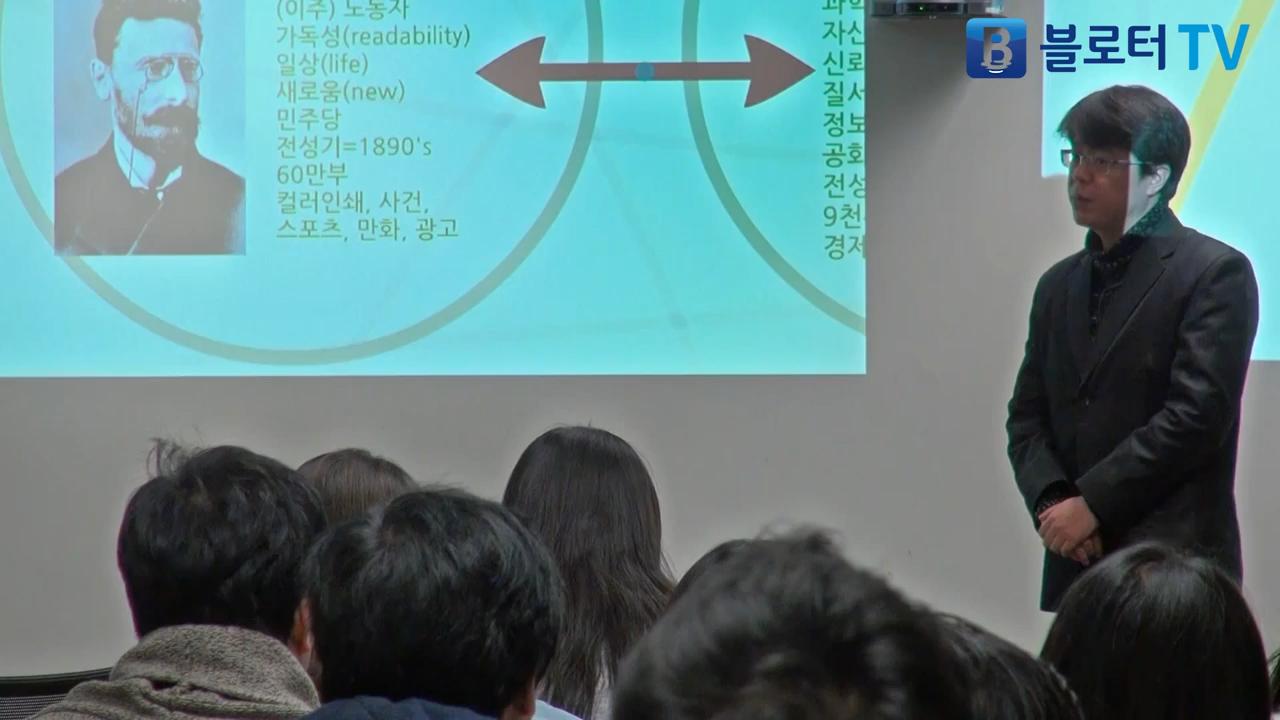 (이주) 노동자
가독성(readability)
일상(life)
새로움(new)
민주당
전성기=1890's
60만부
컬러인쇄, 사건,
스포츠, 만화, 광고
과학
자신
신뢰
질서
정보
공화
전성
9천
경제
B 블로터 TV